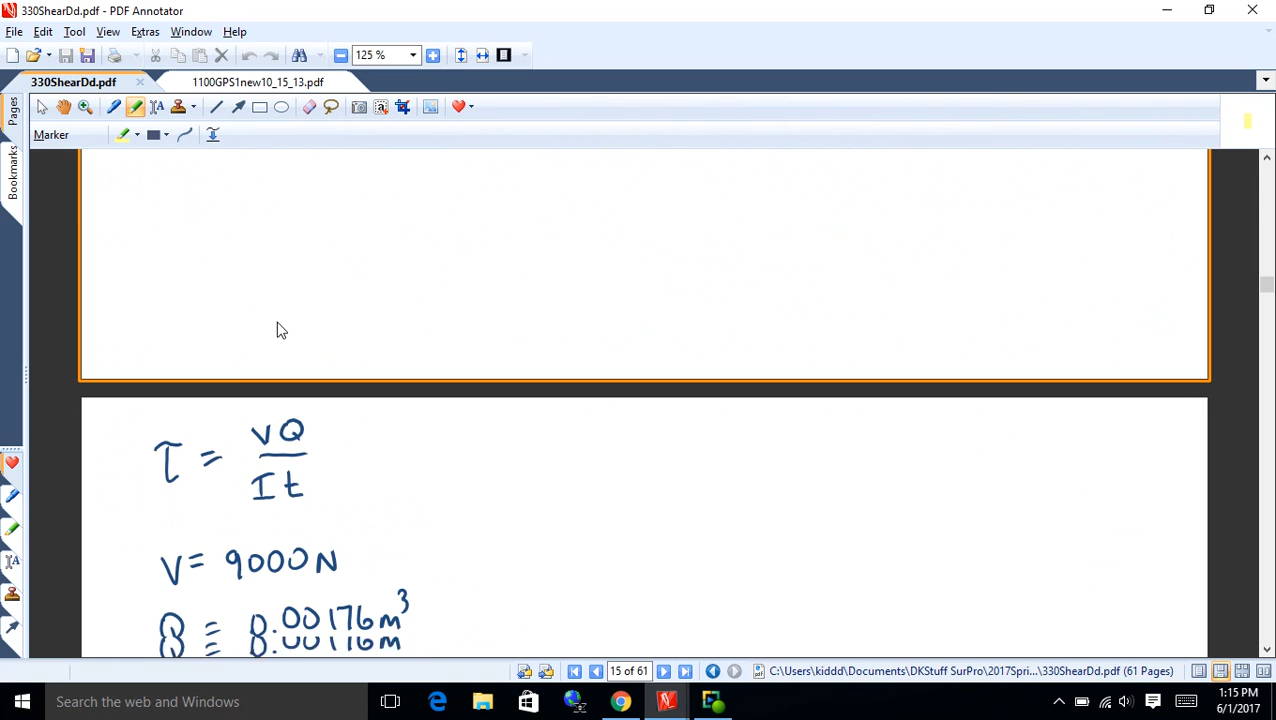 330ShearDd.pdf - PDF Annotator
File Edit Tool View Extras Window Help
125 %
330ShearDd.pdf 1100GPS1new10_15_13.pdf
Marker
Pages
Bookmarks
τ = VQ
It
V = 9000N
.00176m³
15 of 61
C:\Users\kiddd\Documents\DKStuff SurPro\2017Spri...\330ShearDd.pdf (61 Pages)
Search the web and Windows
1:15 PM
6/1/2017